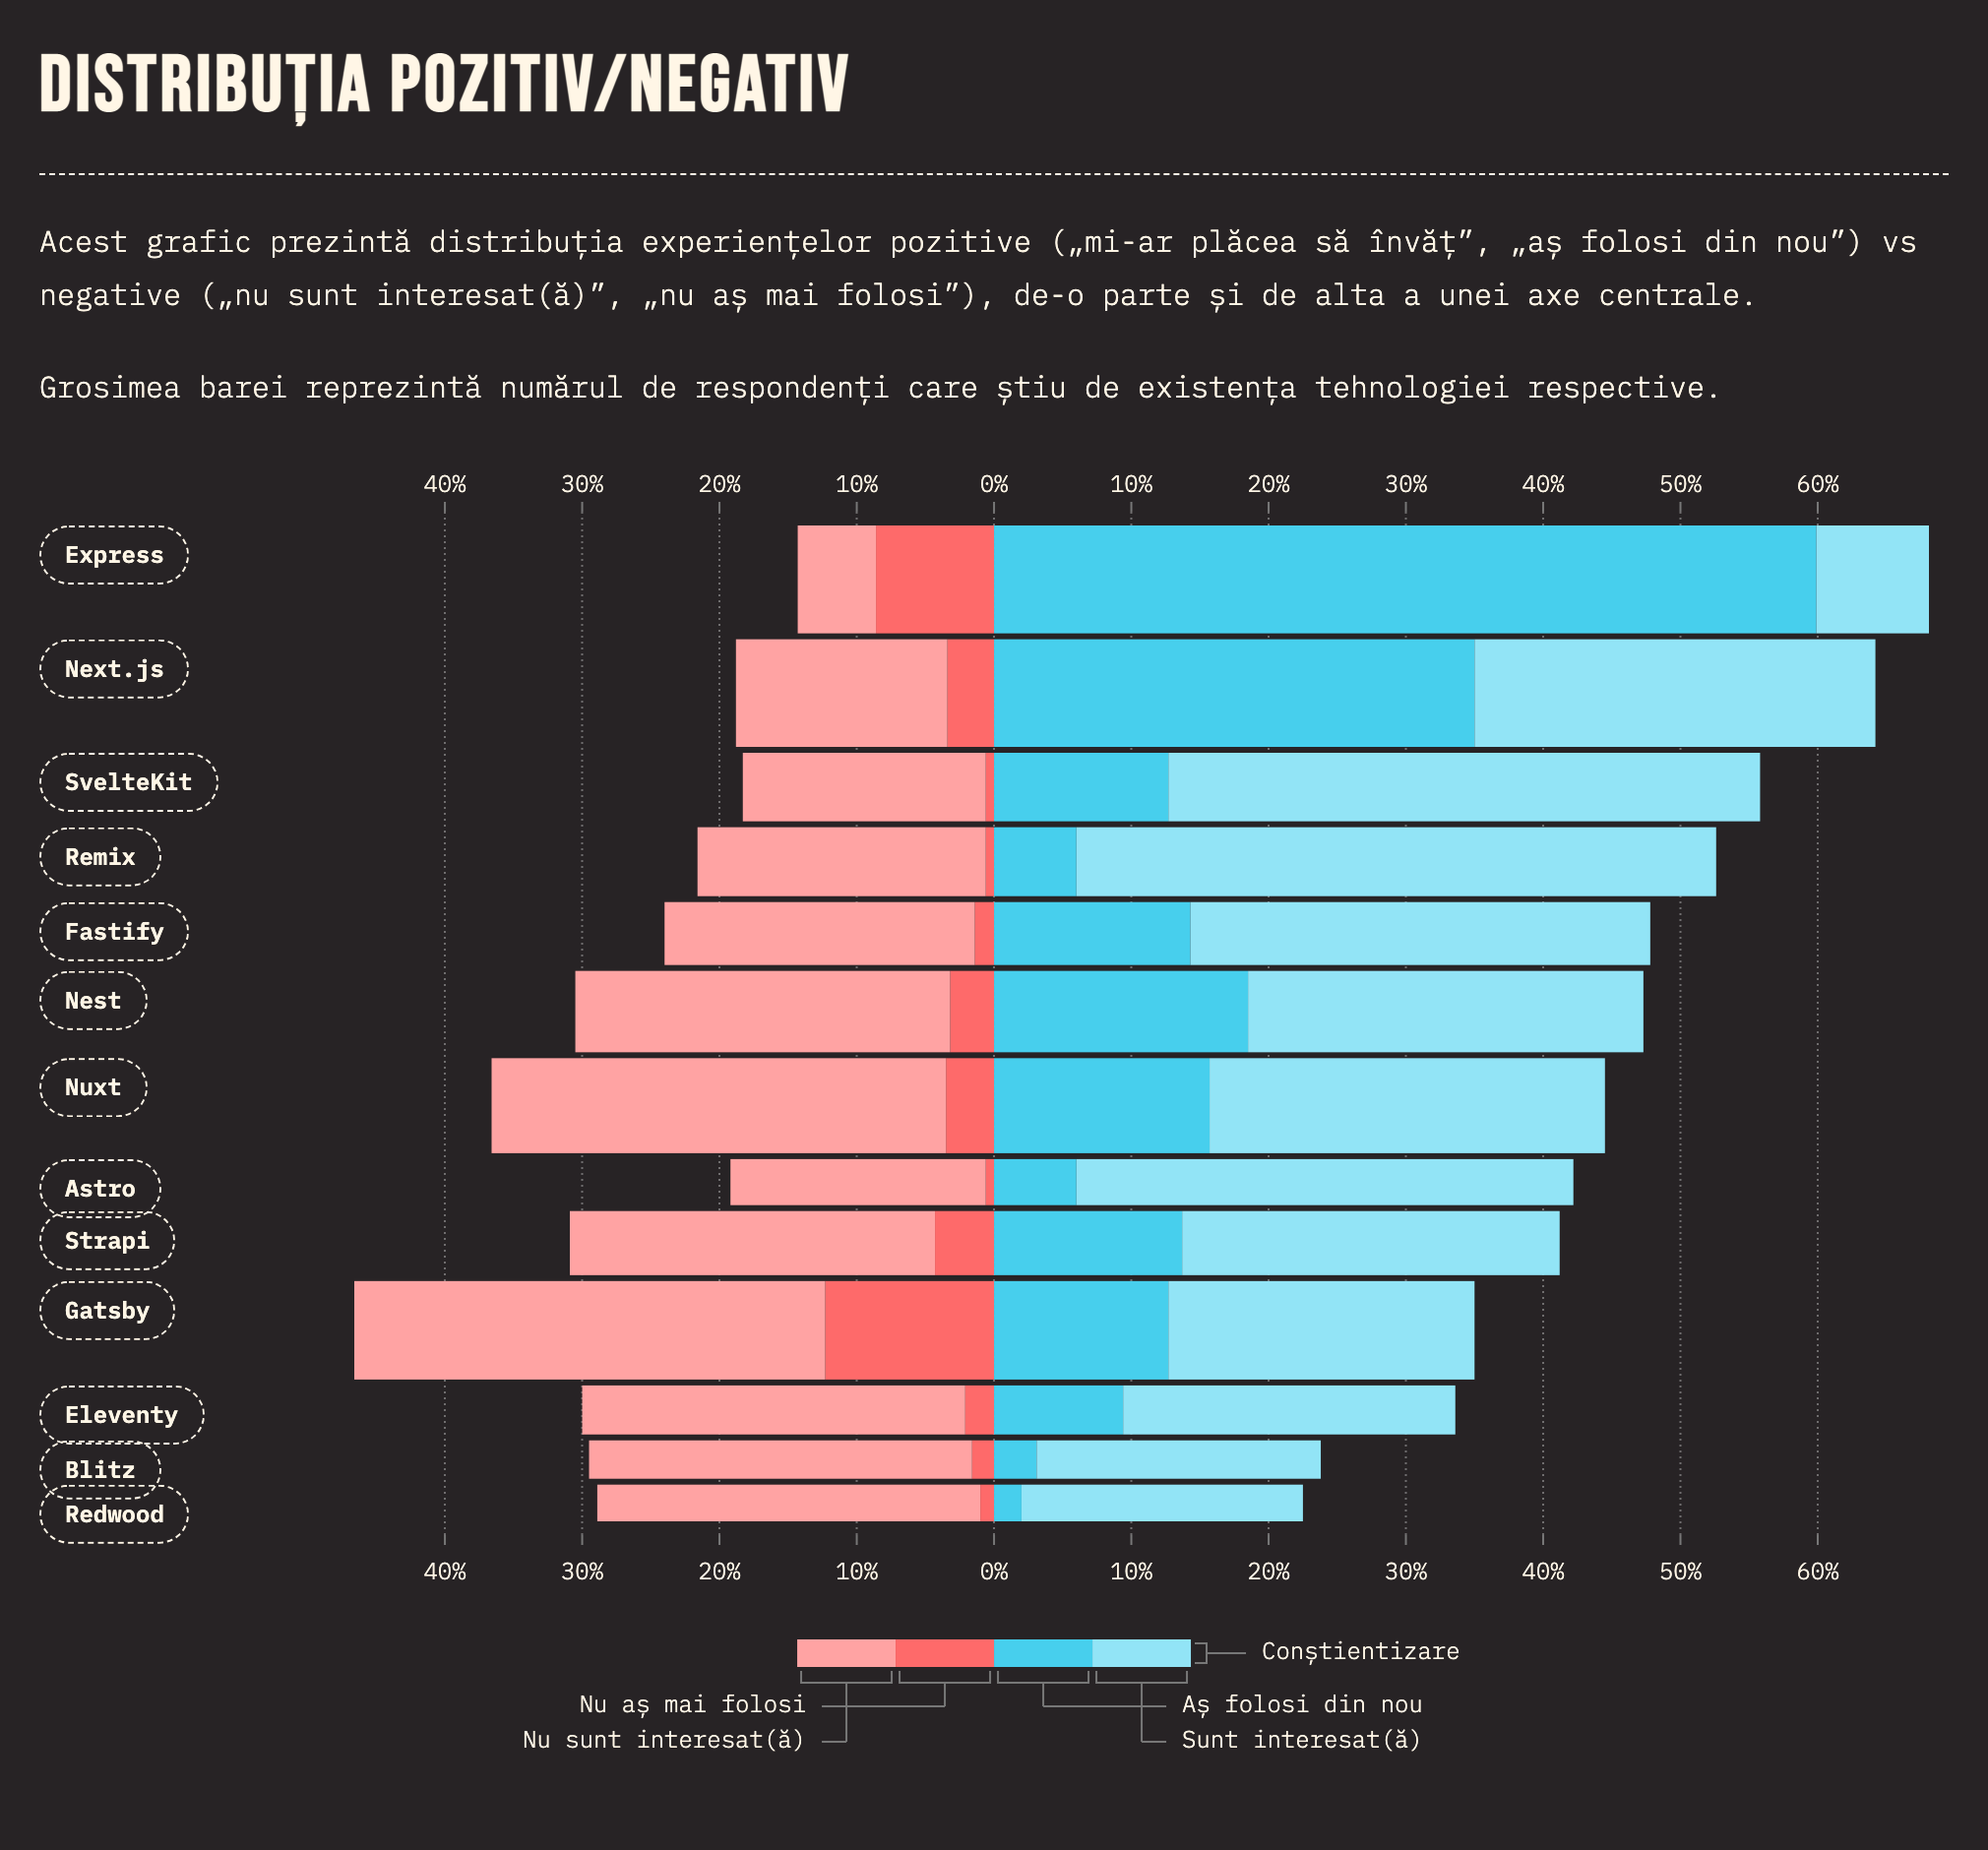 DISTRIBUȚIA POZITIV/NEGATIV
Acest grafic prezintă distribuția experiențelor pozitive („mi-ar plăcea să învăț”, „aș folosi din nou”) vs
negative („nu sunt interesat(ă)”, „nu aș mai folosi”), de-o parte și de alta a unei axe centrale.
Grosimea barei reprezintă numărul de respondenți care știu de existența tehnologiei respective.
40% 30% 20% 10% 0% 10% 20% 30% 40% 50% 60%
Express
Next.js
SvelteKit
Remix
Fastify
Nest
Nuxt
Astro
Strapi
Gatsby
Eleventy
Blitz
Redwood
40% 30% 20% 10% 0% 10% 20% 30% 40% 50% 60%
Conștientizare
Nu aș mai folosi Aș folosi din nou
Nu sunt interesat(ă) Sunt interesat(ă)